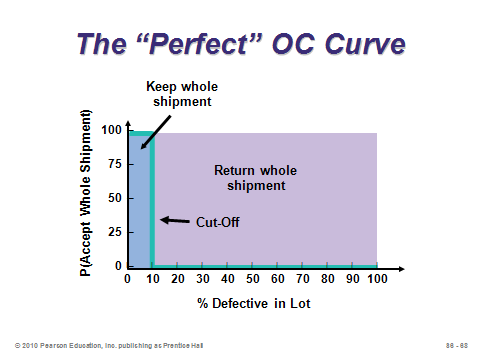 The “Perfect” OC Curve
Keep whole
shipment
P(Accept Whole Shipment)
100
75
50
25
0
Return whole
shipment
Cut-Off
0 10 20 30 40 50 60 70 80 90 100
% Defective in Lot
© 2010 Pearson Education, Inc. publishing as Prentice Hall
S6 - 63